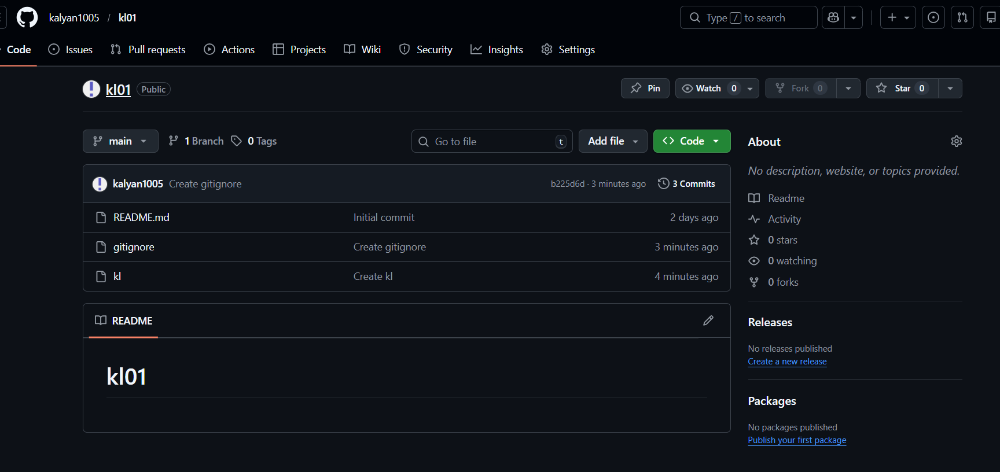 kalyan1005 / kl01
Type / to search
Code Issues Pull requests Actions Projects Wiki Security Insights Settings
kl01 Public
Pin Watch 0 Fork 0 Star 0
main 1 Branch 0 Tags
Go to file t Add file Code
kalyan1005 Create gitignore b225d6d · 3 minutes ago 3 Commits
README.md Initial commit 2 days ago
gitignore Create gitignore 3 minutes ago
kl Create kl 4 minutes ago
README
kl01
About
No description, website, or topics provided.
Readme
Activity
0 stars
0 watching
0 forks
Releases
No releases published
Create a new release
Packages
No packages published
Publish your first package